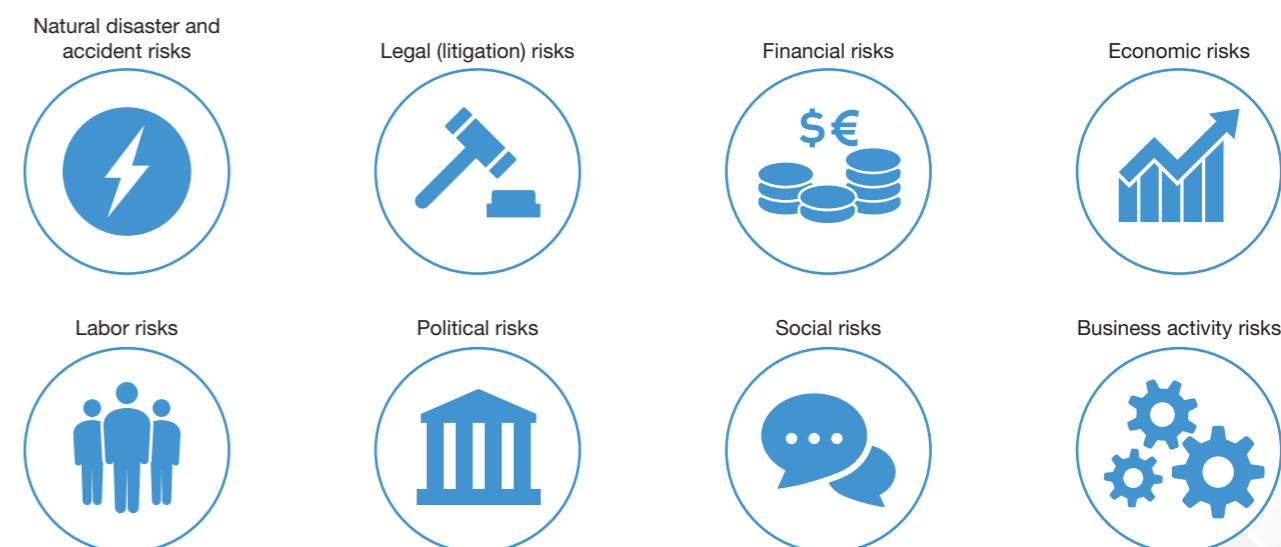 Natural disaster and
accident risks
Legal (litigation) risks
Financial risks
Economic risks
$€
Labor risks
Political risks
Social risks
Business activity risks